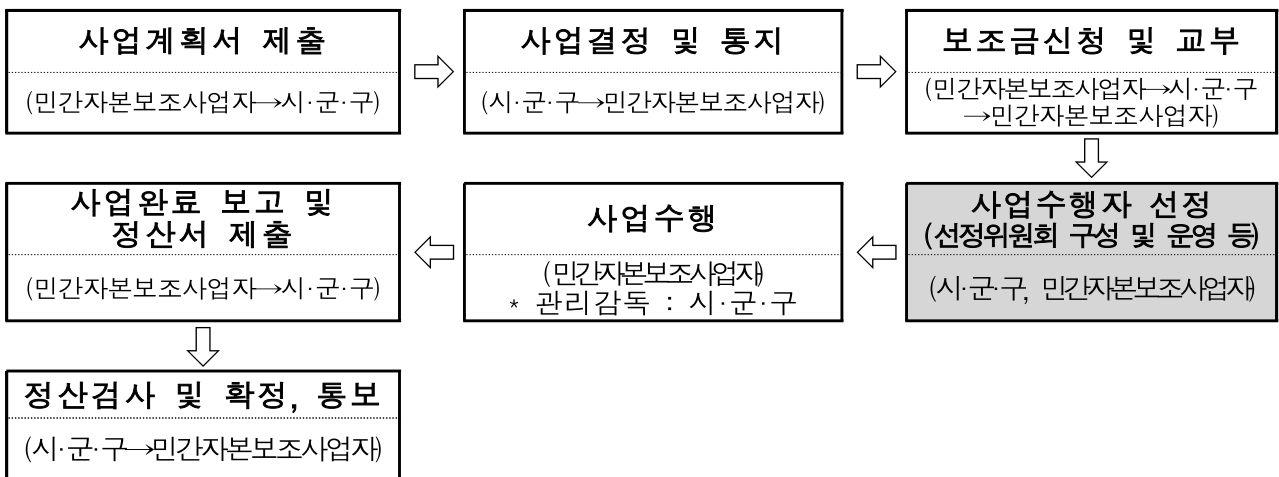 사업계획서 제출
(민간자본보조사업자→시·군·구)
사업결정 및 통지
(시·군·구→민간자본보조사업자)
보조금신청 및 교부
(민간자본보조사업자→시·군·구
→민간자본보조사업자)
사업수행자 선정
(선정위원회 구성 및 운영 등)
(시·군·구, 민간자본보조사업자)
사업수행
(민간자본보조사업자)
* 관리감독 : 시·군·구
사업완료 보고 및
정산서 제출
(민간자본보조사업자→시·군·구)
정산검사 및 확정, 통보
(시·군·구→민간자본보조사업자)